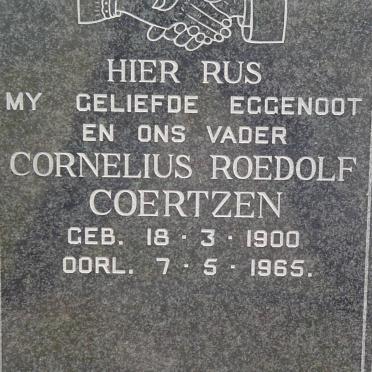 HIER RUS
MY GELIEFDE EGGENOOT
EN ONS VADER
CORNELIUS ROEDOLF
COERTZEN
GEB. 18 · 3 · 1900
OORL. 7 · 5 · 1965.